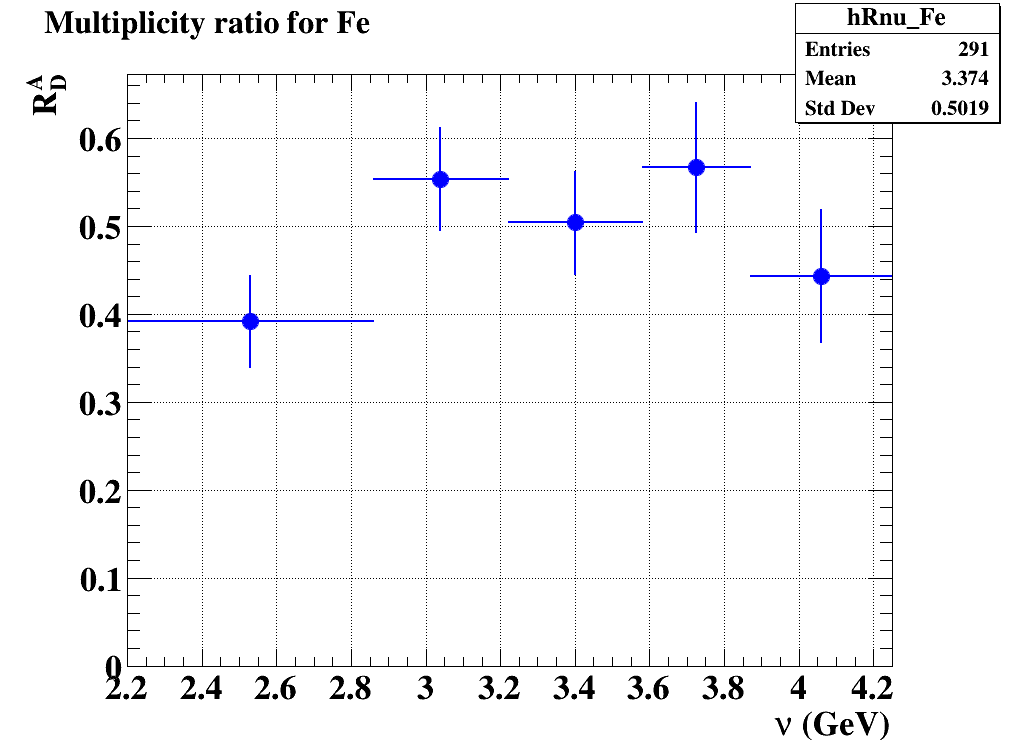 Multiplicity ratio for Fe
hRnu_Fe
Entries 291
Mean 3.374
Std Dev 0.5019
R_D^A
0.6
0.5
0.4
0.3
0.2
0.1
0
2.2 2.4 2.6 2.8 3 3.2 3.4 3.6 3.8 4 4.2
ν (GeV)